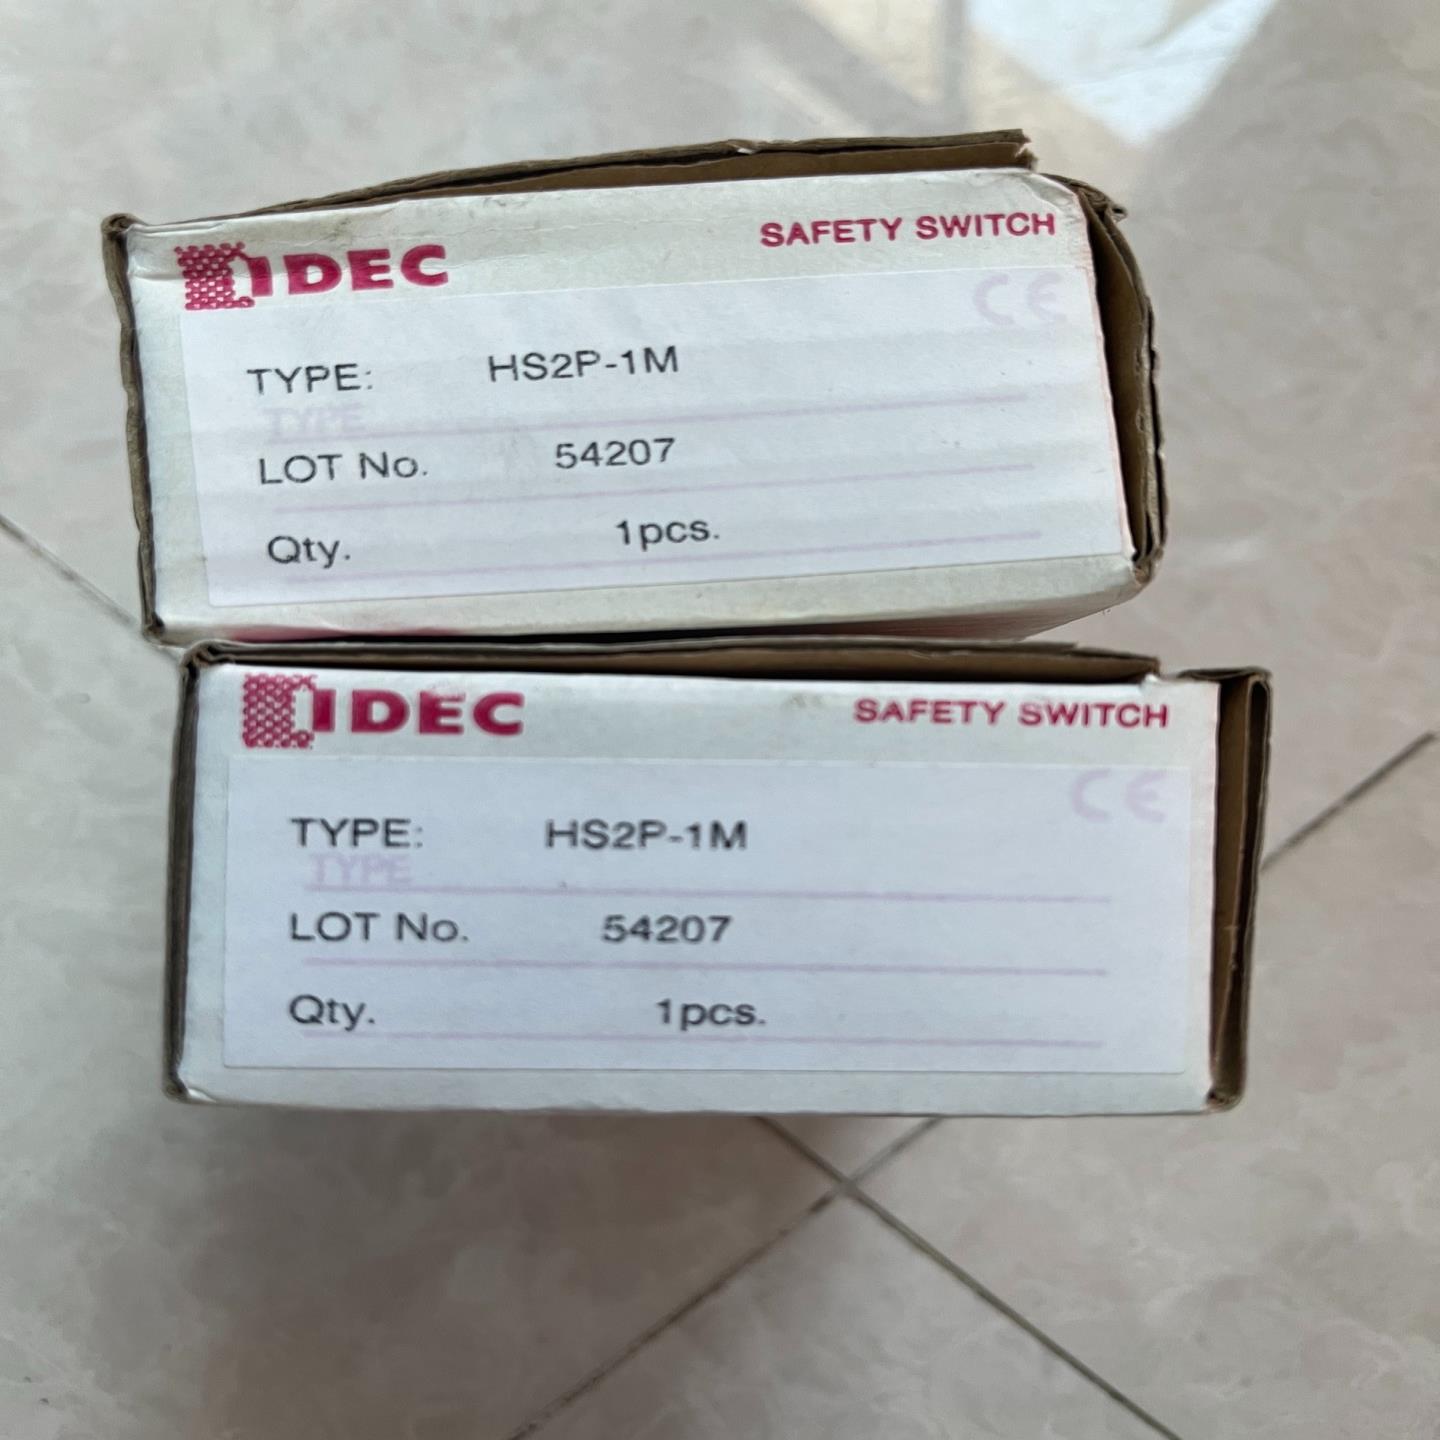 IDEC SAFETY SWITCH
CE
TYPE: HS2P-1M
TYPE
LOT No. 54207
Qty. 1pcs.
IDEC SAFETY SWITCH
CE
TYPE: HS2P-1M
TYPE
LOT No. 54207
Qty. 1pcs.